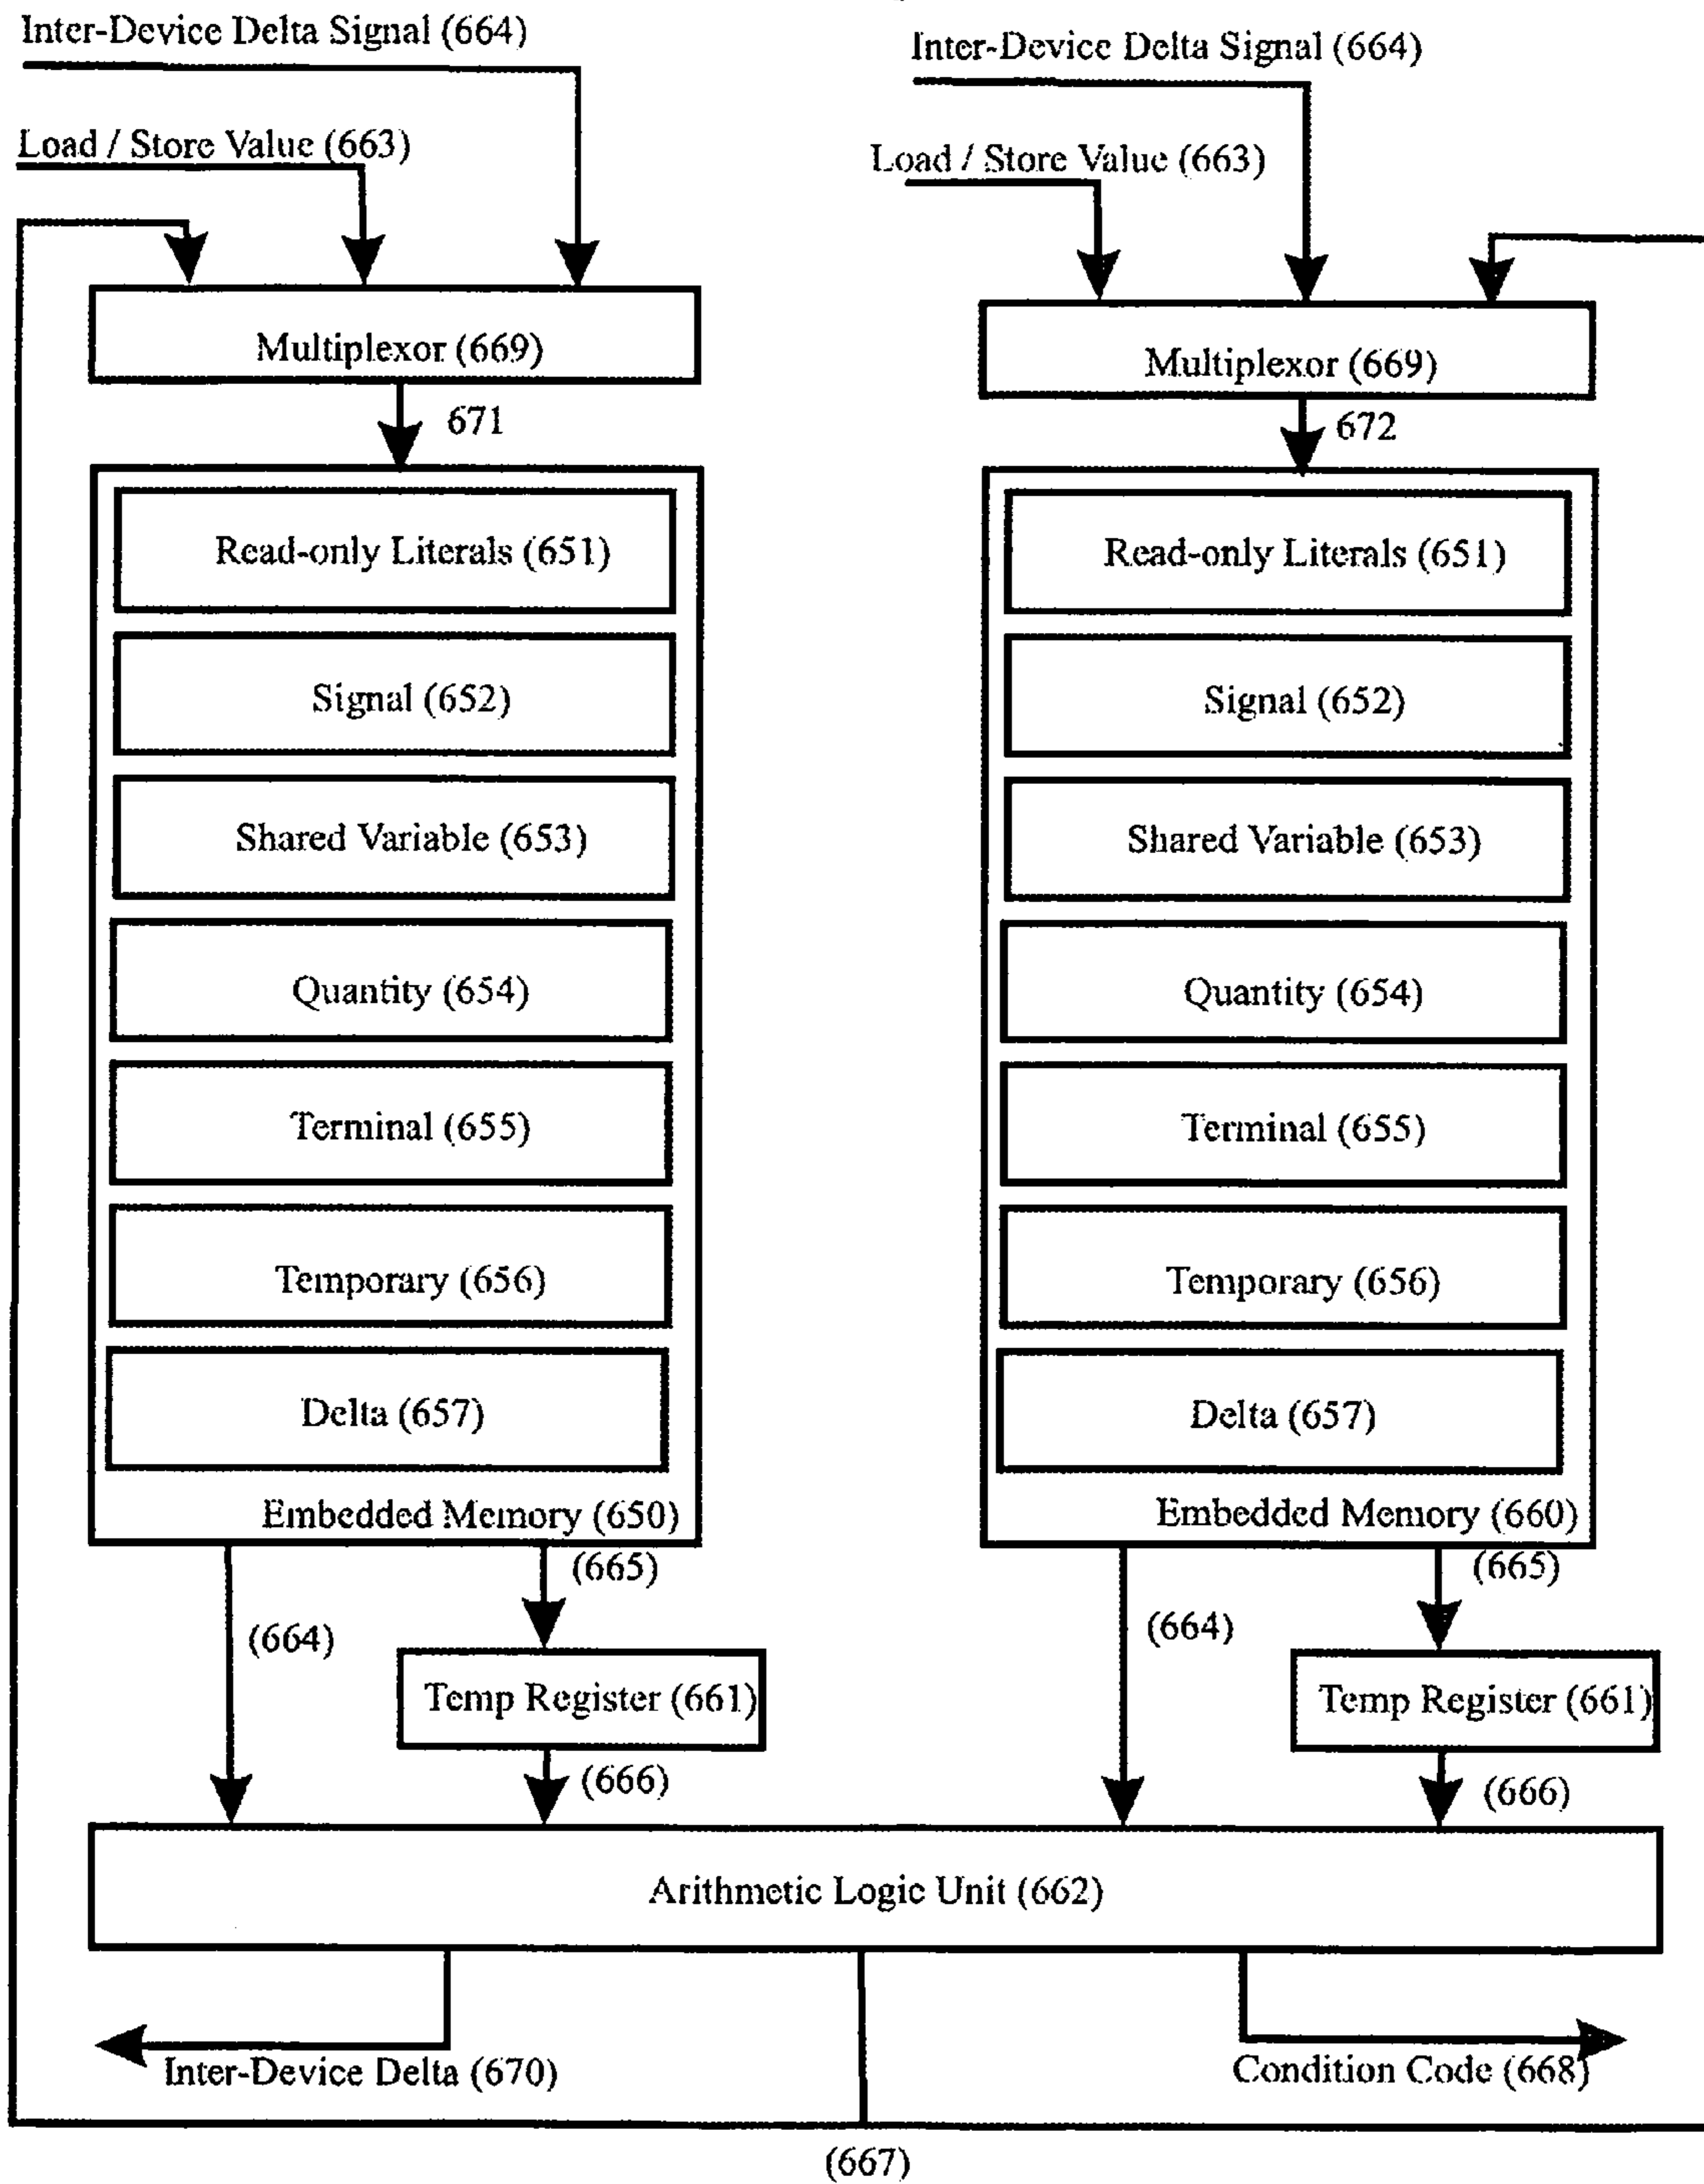 Inter-Device Delta Signal (664)
Load / Store Value (663)
Multiplexor (669)
671
Read-only Literals (651)
Signal (652)
Shared Variable (653)
Quantity (654)
Terminal (655)
Temporary (656)
Delta (657)
Embedded Memory (650)
(665)
(664)
Temp Register (661)
(666)
Inter-Device Delta Signal (664)
Load / Store Value (663)
Multiplexor (669)
672
Read-only Literals (651)
Signal (652)
Shared Variable (653)
Quantity (654)
Terminal (655)
Temporary (656)
Delta (657)
Embedded Memory (660)
(665)
(664)
Temp Register (661)
(666)
Arithmetic Logic Unit (662)
Inter-Device Delta (670)
Condition Code (668)
(667)